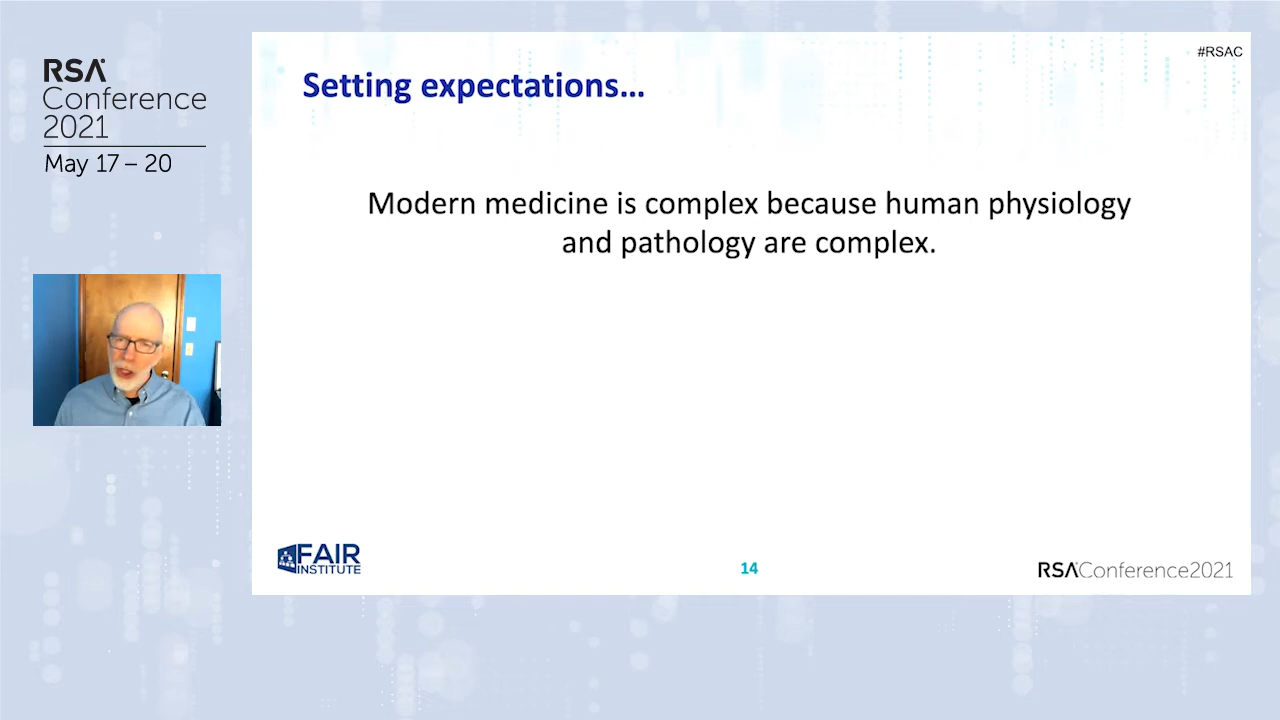 RSA
Conference
2021
May 17 – 20
#RSAC
Setting expectations...
Modern medicine is complex because human physiology
and pathology are complex.
FAIR
INSTITUTE
14
RSAConference2021